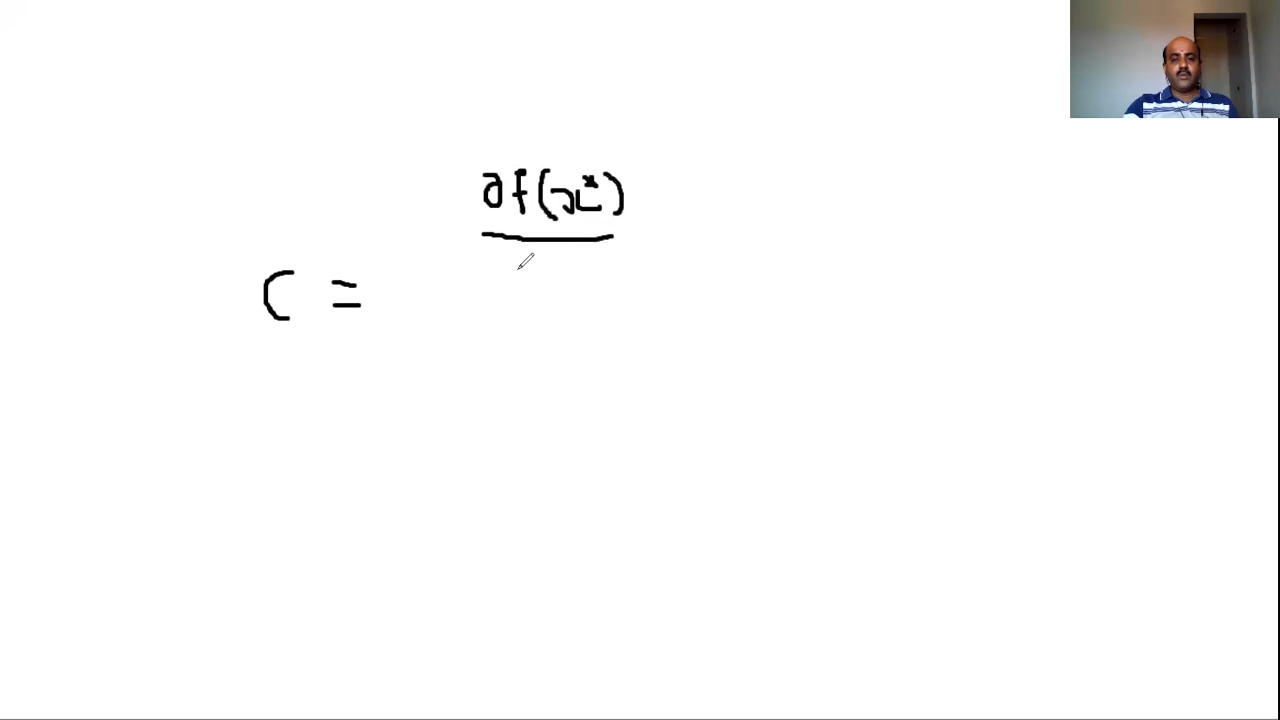 ∂f(x*)
C =